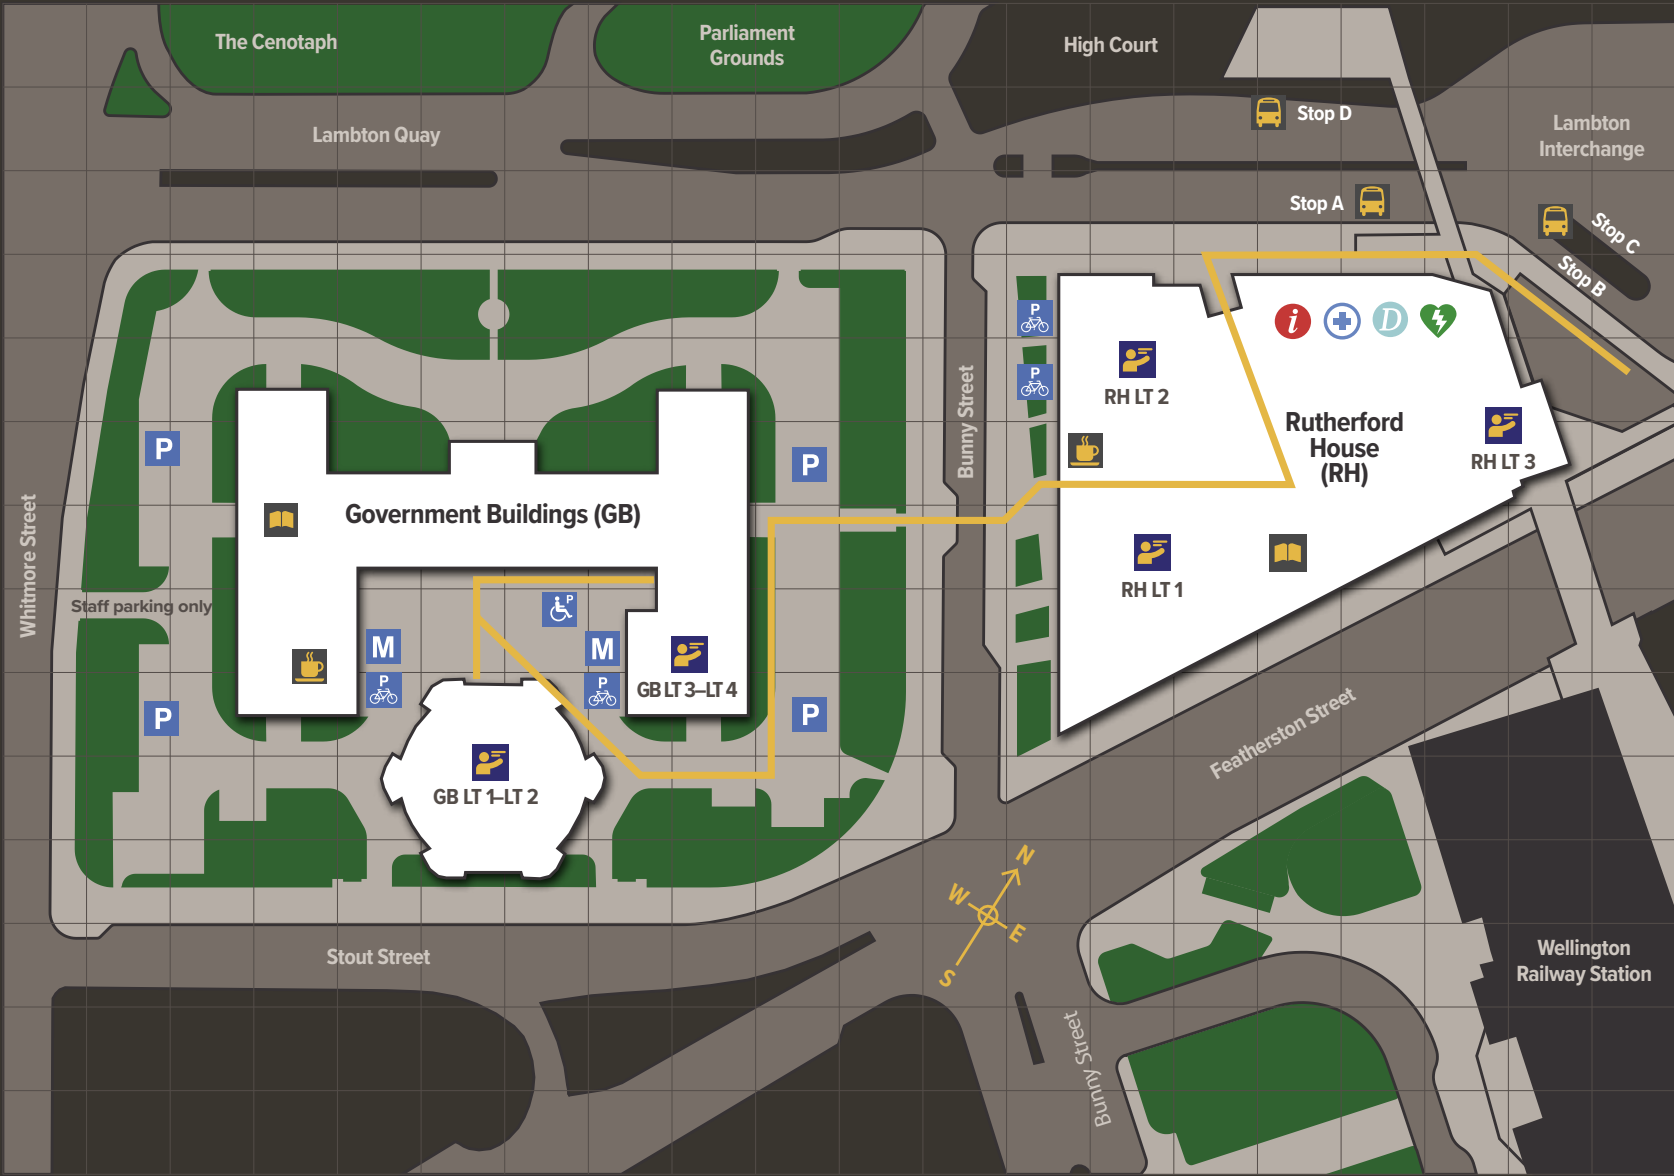 The Cenotaph
Parliament
Grounds
High Court
Stop D
Lambton
Interchange
Lambton Quay
Stop A
Stop C
Stop B
P
P
i
D
RH LT 2
Bunny Street
Rutherford
House
(RH)
RH LT 3
P
P
Government Buildings (GB)
Whitmore Street
RH LT 1
Staff parking only
P
M
M
P
P
GB LT 3–LT 4
P
P
GB LT 1–LT 2
Featherston Street
N
W
E
S
Stout Street
Wellington
Railway Station
Bunny Street